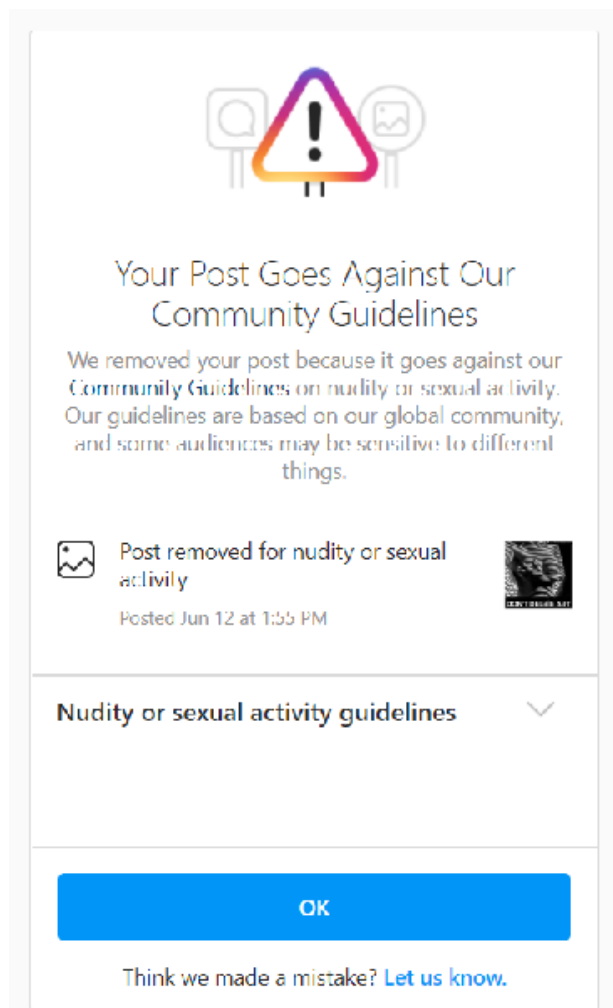 Your Post Goes Against Our
Community Guidelines
We removed your post because it goes against our
Community Guidelines on nudity or sexual activity.
Our guidelines are based on our global community,
and some audiences may be sensitive to different
things.
Post removed for nudity or sexual
activity
Posted Jun 12 at 1:55 PM
Nudity or sexual activity guidelines
OK
Think we made a mistake? Let us know.